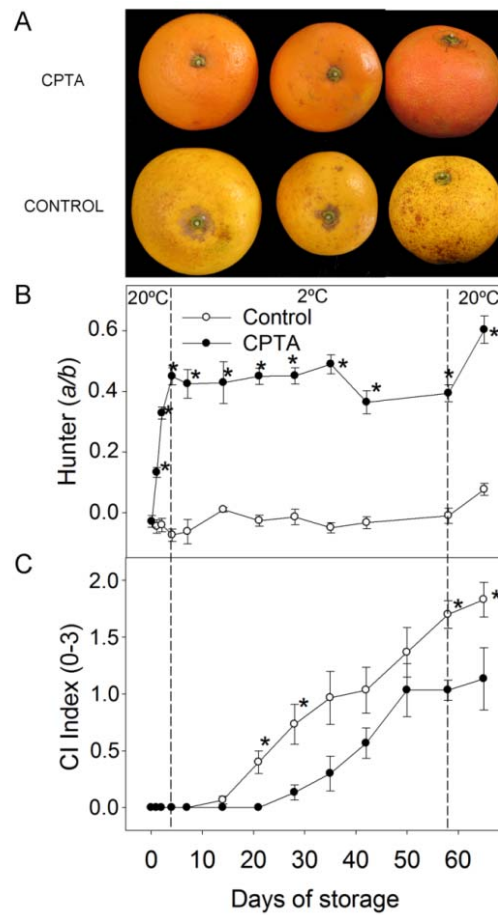 A
CPTA
CONTROL
B
20ºC 2ºC 20ºC
Control
CPTA
0.6
0.4
0.2
0.0
Hunter (a/b)
* * * * * * * * * * *
C
2.0
1.5
1.0
0.5
0.0
CI Index (0-3)
* * * *
0 10 20 30 40 50 60
Days of storage